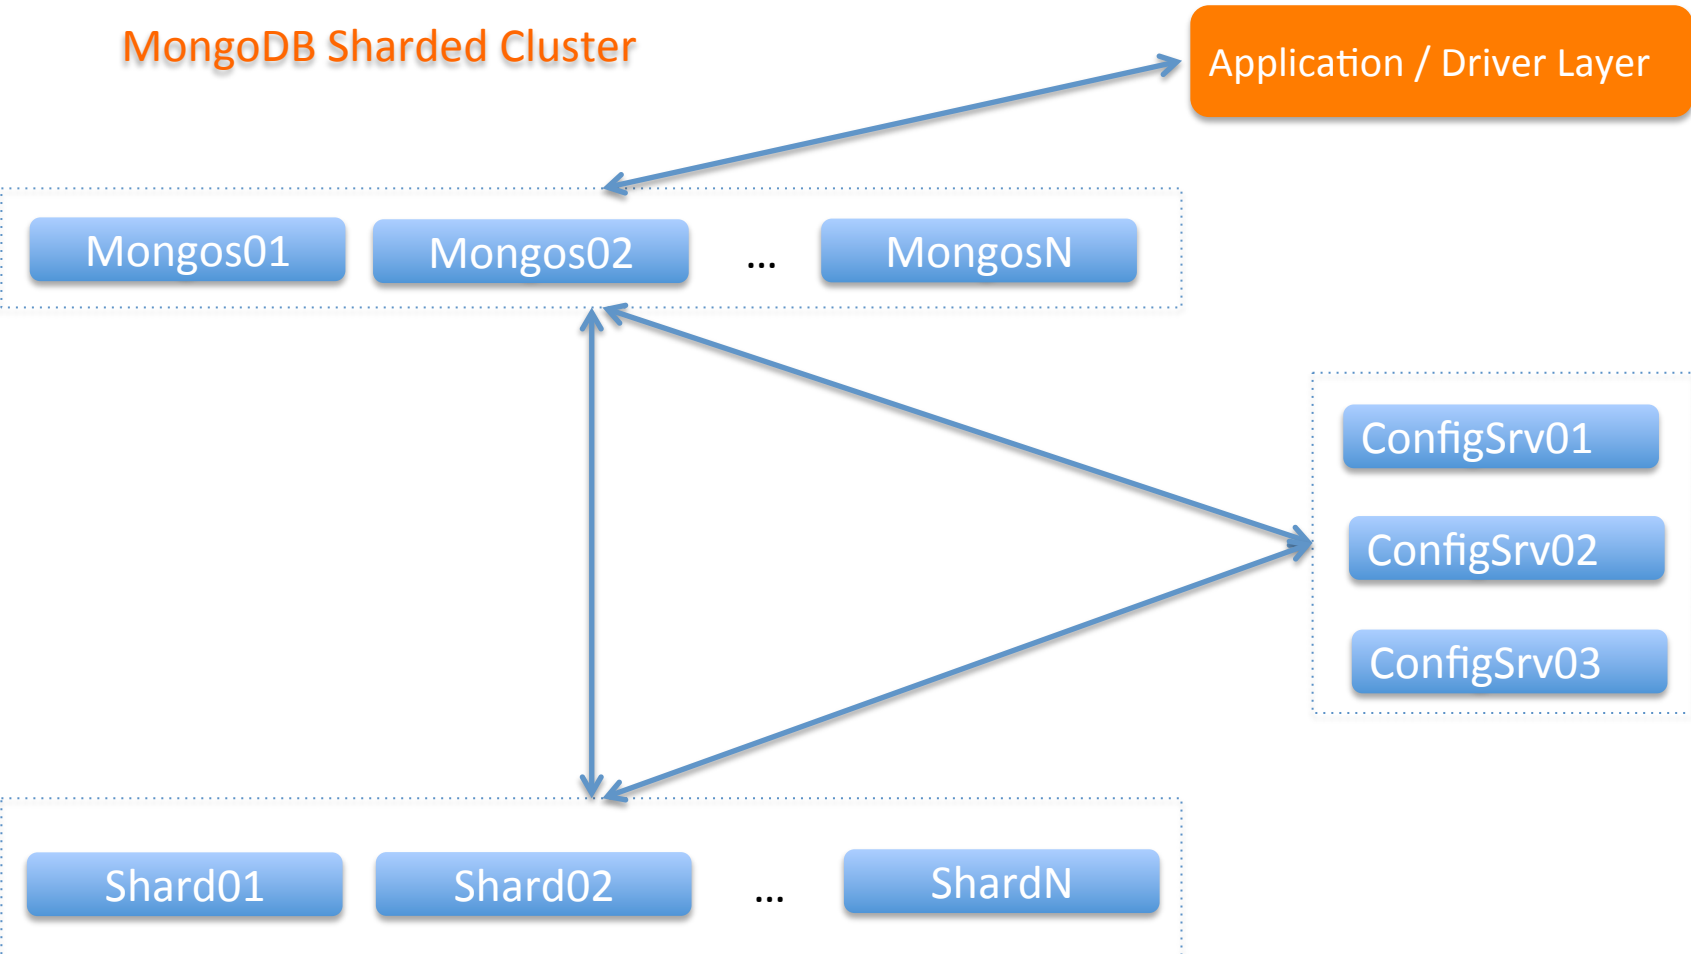 MongoDB Sharded Cluster
Application / Driver Layer
Mongos01
Mongos02
...
MongosN
ConfigSrv01
ConfigSrv02
ConfigSrv03
Shard01
Shard02
...
ShardN